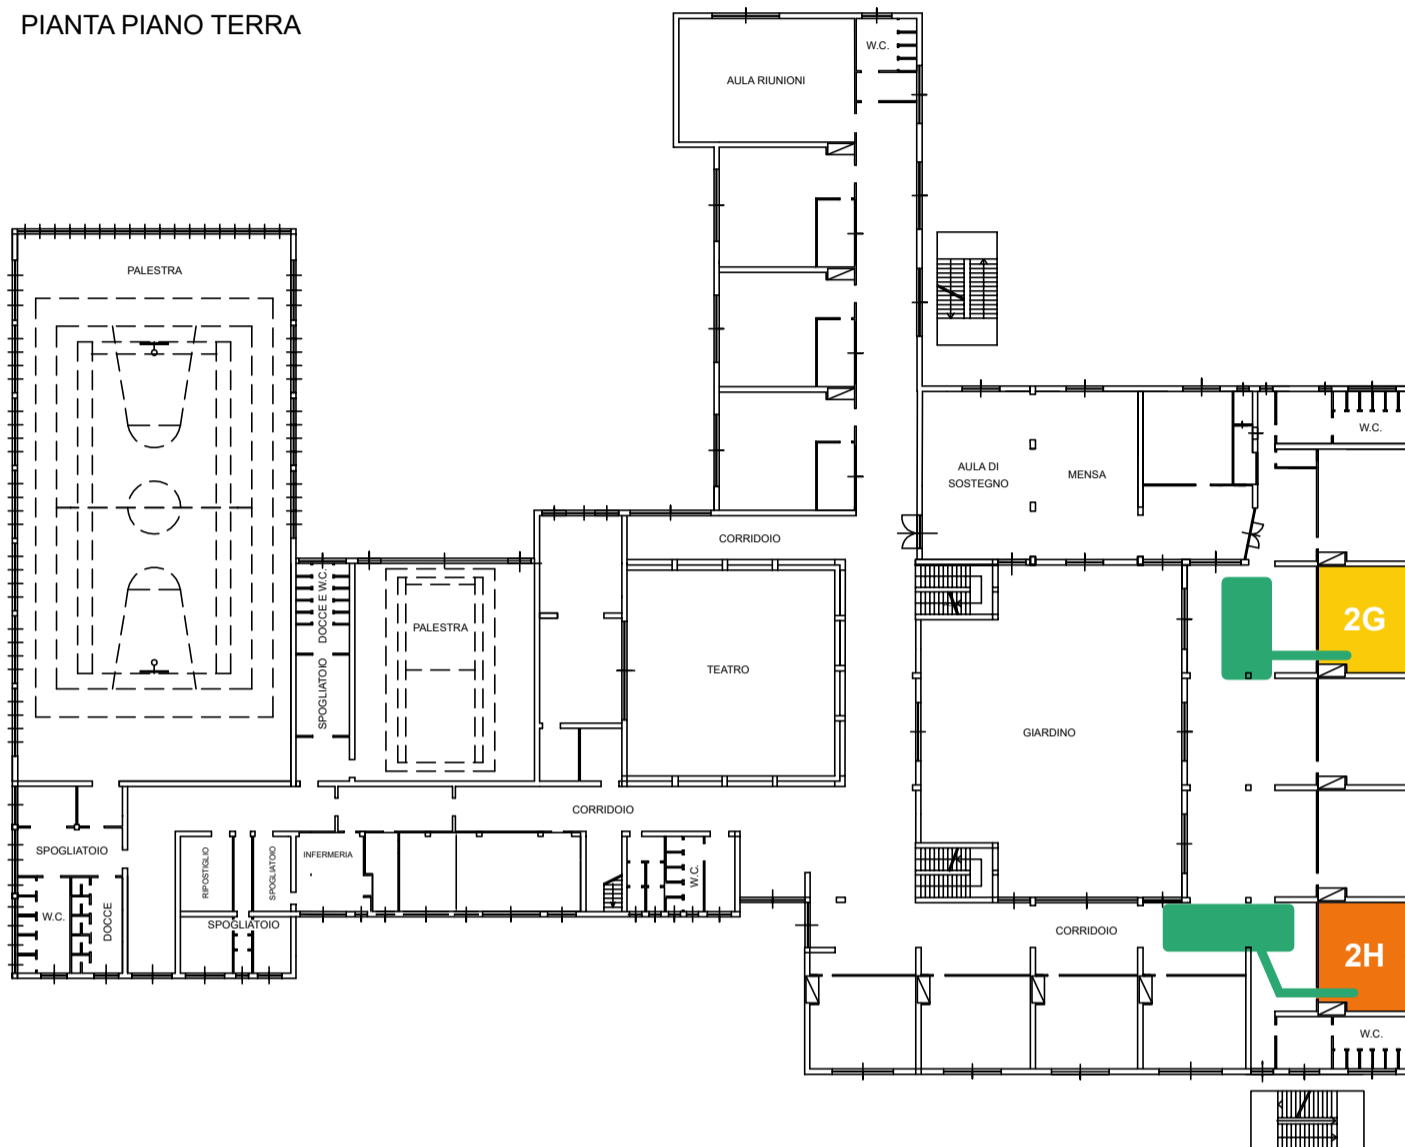 PIANTA PIANO TERRA
W.C.
AULA RIUNIONI
PALESTRA
W.C.
AULA DI
SOSTEGNO
MENSA
CORRIDOIO
DOCCE E W.C.
PALESTRA
2G
TEATRO
SPOGLIATOIO
GIARDINO
CORRIDOIO
SPOGLIATOIO
RIPOSTIGLIO
SPOGLIATOIO
INFERMERIA
W.C.
W.C.
DOCCE
SPOGLIATOIO
CORRIDOIO
2H
W.C.